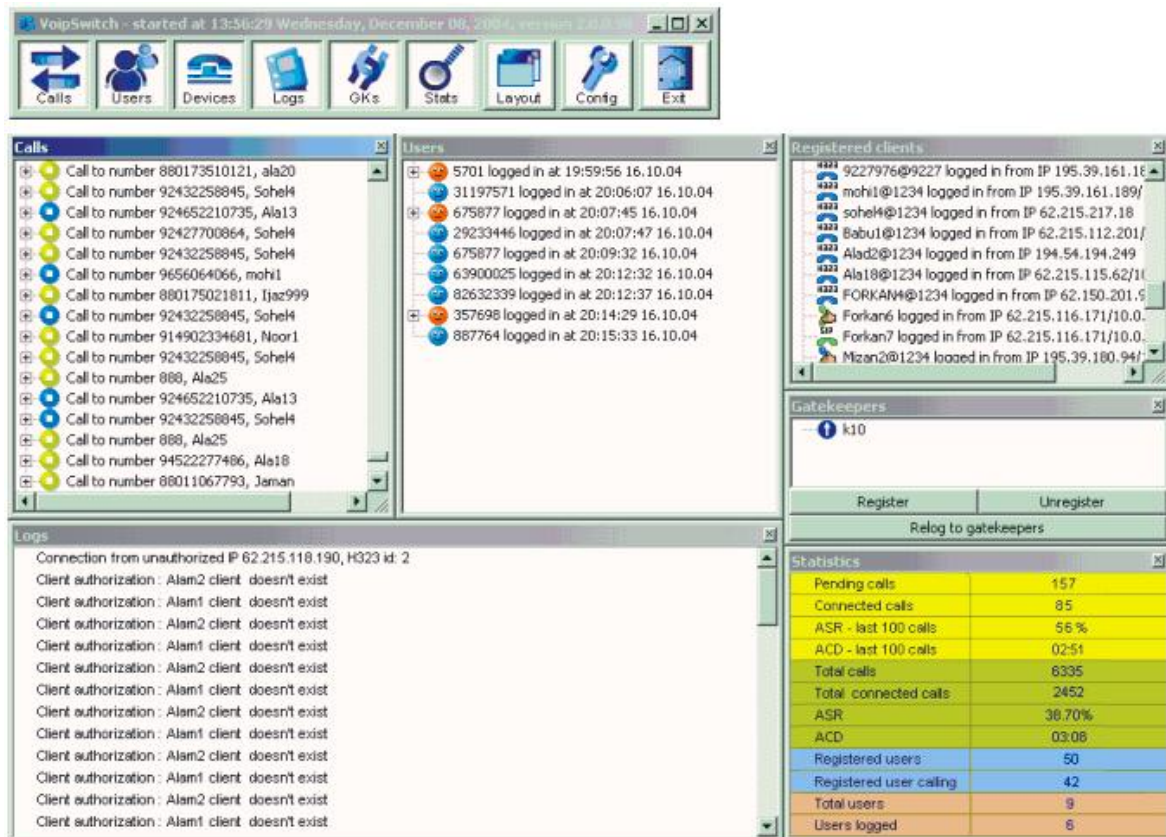 VoipSwitch - started at 13:56:29 Wednesday, December 08, 2004, version 2.0.0.
Calls
Users
Devices
Logs
GKs
Stats
Layout
Config
Exit
Calls
Call to number 880173510121, ala20
Call to number 92432258845, Sohel4
Call to number 924652210735, Ala13
Call to number 92427700864, Sohel4
Call to number 92432258845, Sohel4
Call to number 9656064066, mohi1
Call to number 880175021811, Ijaz999
Call to number 92432258845, Sohel4
Call to number 914902334681, Noor1
Call to number 92432258845, Sohel4
Call to number 888, Ala25
Call to number 924652210735, Ala13
Call to number 92432258845, Sohel4
Call to number 888, Ala25
Call to number 94522277486, Ala18
Call to number 88011067793, Jaman
Users
5701 logged in at 19:59:56 16.10.04
31197571 logged in at 20:06:07 16.10.04
675877 logged in at 20:07:45 16.10.04
29233446 logged in at 20:07:47 16.10.04
675877 logged in at 20:09:32 16.10.04
63900025 logged in at 20:12:32 16.10.04
82632339 logged in at 20:12:37 16.10.04
357698 logged in at 20:14:29 16.10.04
887764 logged in at 20:15:33 16.10.04
Registered clients
H323 9227976@9227 logged in from IP 195.39.161.18
H323 mohi1@1234 logged in from IP 195.39.161.189/
H323 sohel4@1234 logged in from IP 62.215.217.18
H323 Babu1@1234 logged in from IP 62.215.112.201/
H323 Alad2@1234 logged in from IP 194.54.194.249
H323 Ala18@1234 logged in from IP 62.215.115.62/10
H323 FORKAN4@1234 logged in from IP 62.150.201.9
Forkan6 logged in from IP 62.215.116.171/10.0.
SIP Forkan7 logged in from IP 62.215.116.171/10.0.
Mizan2@1234 logged in from IP 195.39.180.94/
Gatekeepers
k10
Register
Unregister
Relog to gatekeepers
Logs
Connection from unauthorized IP 62.215.118.190, H323 id: 2
Client authorization : Alam2 client doesn't exist
Client authorization : Alam1 client doesn't exist
Client authorization : Alam2 client doesn't exist
Client authorization : Alam1 client doesn't exist
Client authorization : Alam2 client doesn't exist
Client authorization : Alam1 client doesn't exist
Client authorization : Alam2 client doesn't exist
Client authorization : Alam1 client doesn't exist
Client authorization : Alam2 client doesn't exist
Client authorization : Alam1 client doesn't exist
Client authorization : Alam2 client doesn't exist
Client authorization : Alam1 client doesn't exist
Statistics
Pending calls 157
Connected calls 85
ASR - last 100 calls 56 %
ACD - last 100 calls 02:51
Total calls 6335
Total connected calls 2452
ASR 38.70%
ACD 03:08
Registered users 50
Registered user calling 42
Total users 9
Users logged 6